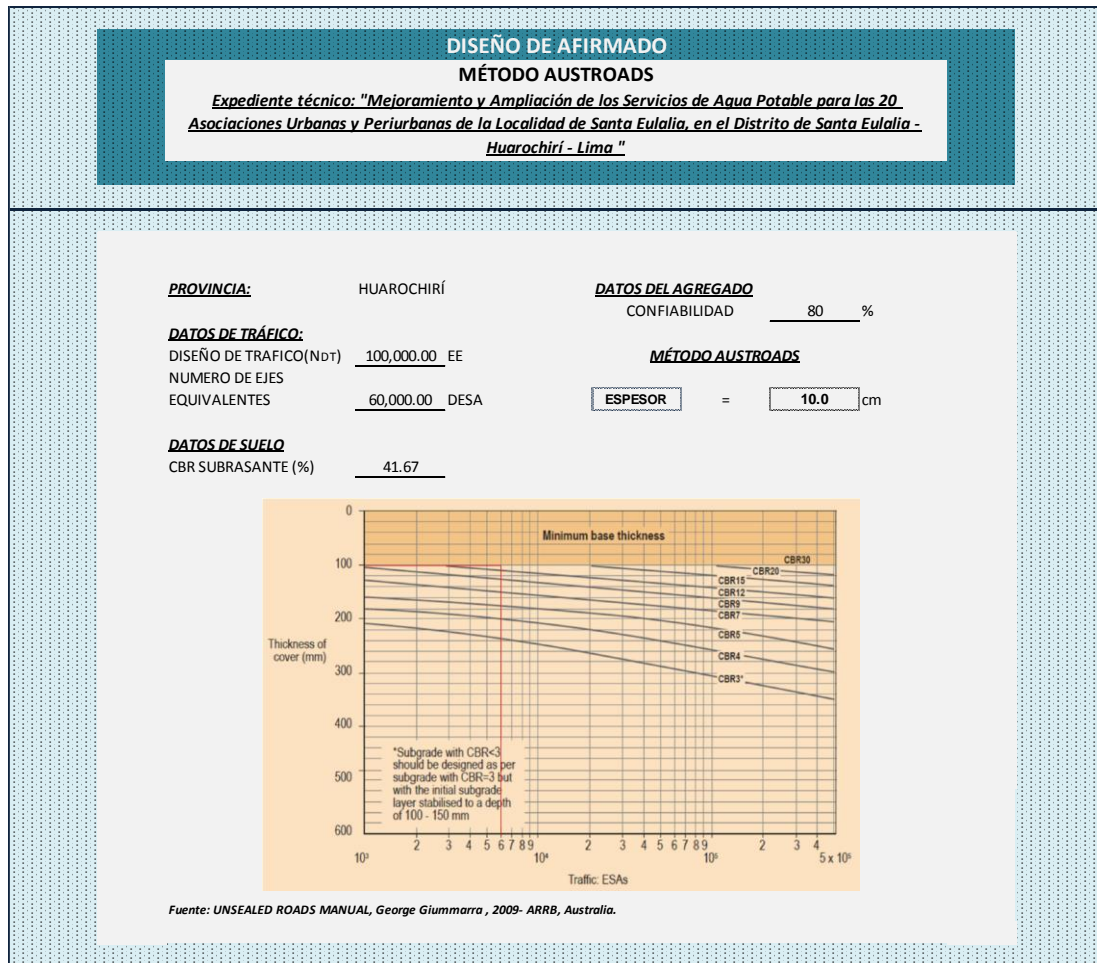 DISEÑO DE AFIRMADO
MÉTODO AUSTROADS
Expediente técnico: "Mejoramiento y Ampliación de los Servicios de Agua Potable para las 20
Asociaciones Urbanas y Periurbanas de la Localidad de Santa Eulalia, en el Distrito de Santa Eulalia -
Huarochirí - Lima "
PROVINCIA: HUAROCHIRÍ
DATOS DEL AGREGADO
CONFIABILIDAD 80 %
DATOS DE TRÁFICO:
DISEÑO DE TRAFICO(NDT) 100,000.00 EE
MÉTODO AUSTROADS
NUMERO DE EJES
EQUIVALENTES 60,000.00 DESA
ESPESOR = 10.0 cm
DATOS DE SUELO
CBR SUBRASANTE (%) 41.67
0
Minimum base thickness
100
CBR30
CBR20
CBR15
CBR12
CBR9
200
CBR7
CBR5
Thickness of
cover (mm)
CBR4
300
CBR3*
400
*Subgrade with CBR<3
should be designed as per
subgrade with CBR=3 but
with the initial subgrade
layer stabilised to a depth
of 100 - 150 mm
500
600
2 3 4 5 6 7 8 9 2 3 4 5 6 7 8 9 2 3 4
10³ 10⁴ 10⁵ 5 x 10⁵
Traffic: ESAs
Fuente: UNSEALED ROADS MANUAL, George Giummarra , 2009- ARRB, Australia.